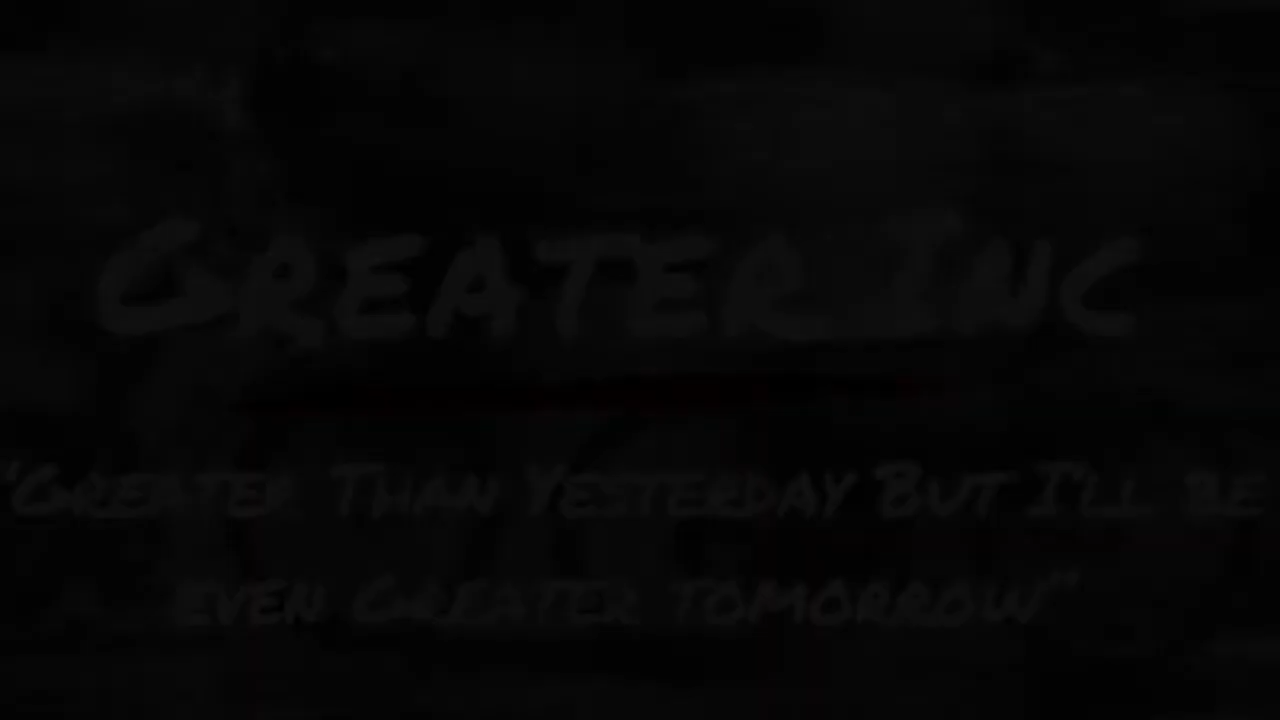 Greater Inc
"Greater Than Yesterday But I'll be
even Greater tomorrow"